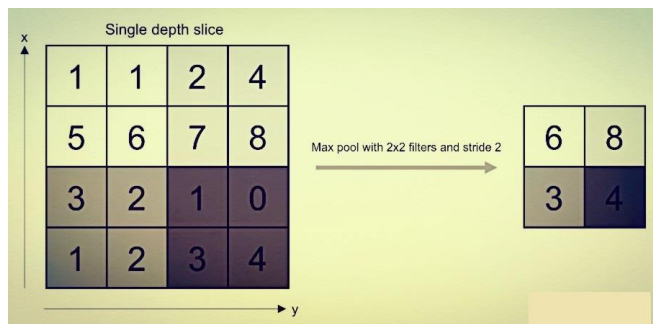 Single depth slice
x
1 1 2 4
5 6 7 8
3 2 1 0
1 2 3 4
y
Max pool with 2x2 filters and stride 2
6 8
3 4